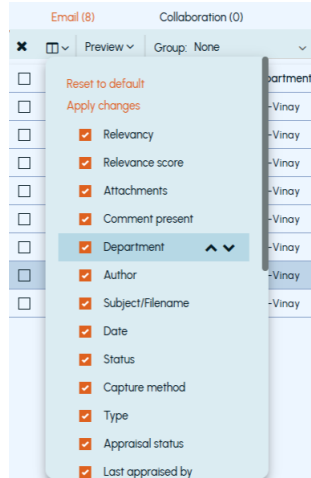 Email (8) Collaboration (0)
Preview Group: None
Reset to default
Apply changes
Relevancy
Relevance score
Attachments
Comment present
Department
Author
Subject/Filename
Date
Status
Capture method
Type
Appraisal status
Last appraised by
partment
-Vinay
-Vinay
-Vinay
-Vinay
-Vinay
-Vinay
-Vinay
-Vinay